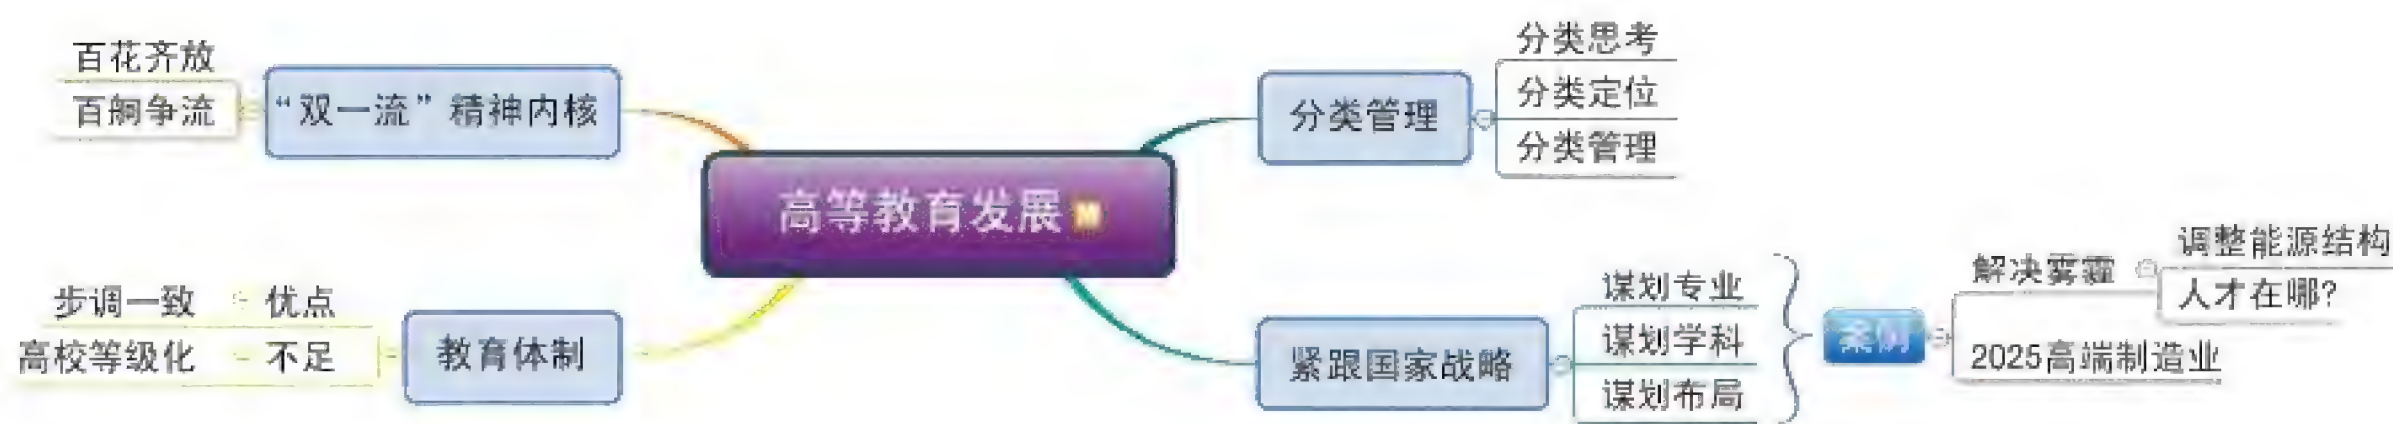 百花齐放
百舸争流
“双一流”精神内核
高等教育发展
步调一致
优点
高校等级化
不足
教育体制
分类管理
分类思考
分类定位
分类管理
紧跟国家战略
谋划专业
谋划学科
谋划布局
案例
解决雾霾
调整能源结构
人才在哪?
2025高端制造业